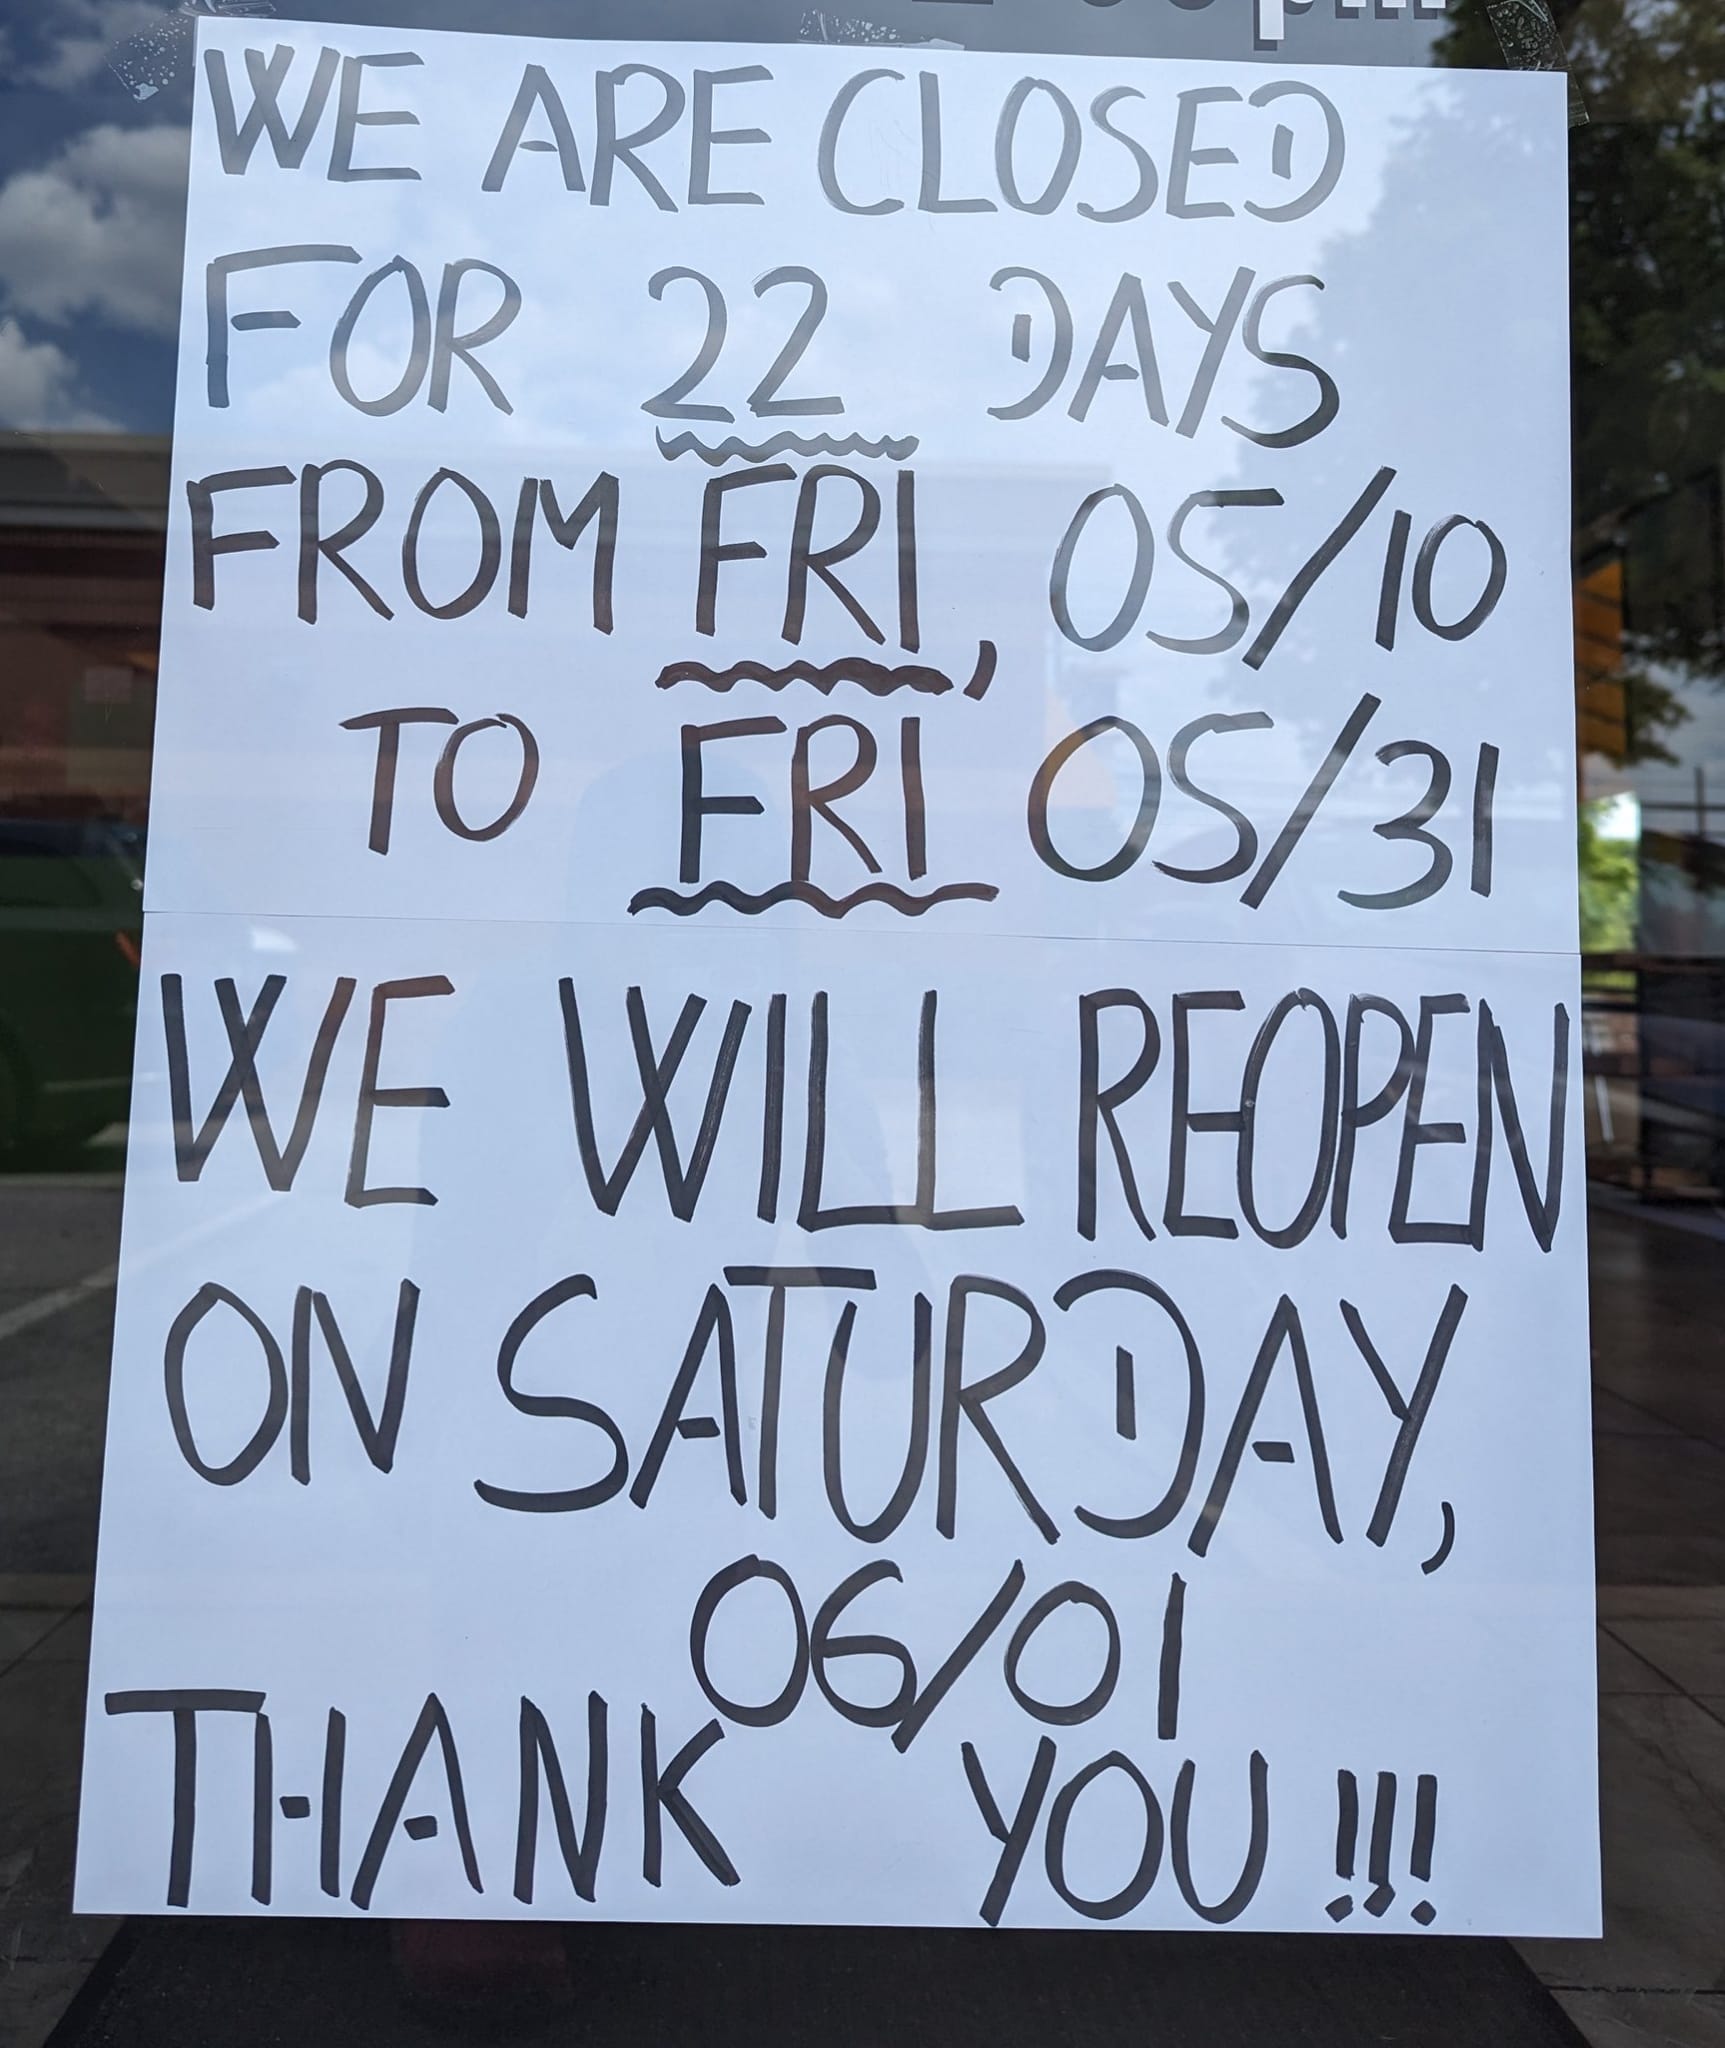 WE ARE CLOSED
FOR 22 DAYS
FROM FRI, 05/10
TO FRI 05/31
WE WILL REOPEN
ON SATURDAY,
06/01
THANK YOU !!!